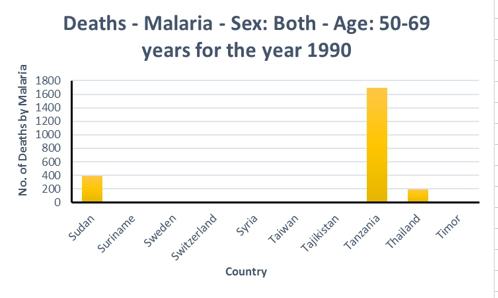 Deaths - Malaria - Sex: Both - Age: 50-69
years for the year 1990
No. of Deaths by Malaria
1800
1600
1400
1200
1000
800
600
400
200
0
Sudan
Suriname
Sweden
Switzerland
Syria
Taiwan
Tajikistan
Tanzania
Thailand
Timor
Country